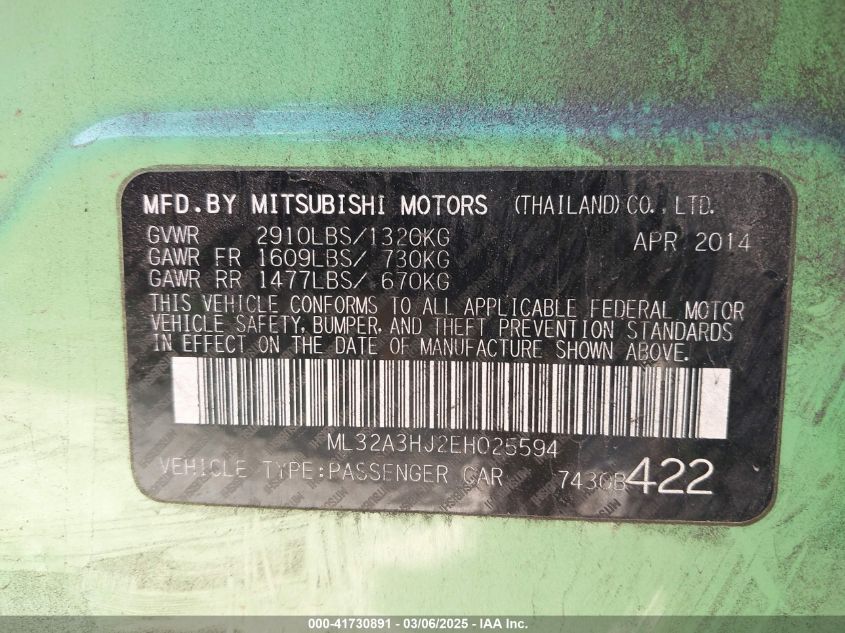 MFD.BY MITSUBISHI MOTORS (THAILAND) CO., LTD.
GVWR 2910LBS/1320KG APR 2014
GAWR FR 1609LBS/ 730KG
GAWR RR 1477LBS/ 670KG
THIS VEHICLE CONFORMS TO ALL APPLICABLE FEDERAL MOTOR
VEHICLE SAFETY, BUMPER, AND THEFT PREVENTION STANDARDS
IN EFFECT ON THE DATE OF MANUFACTURE SHOWN ABOVE.
ML32A3HJ2EH025594
VEHICLE TYPE:PASSENGER CAR 7430B 422
000-41730891 - 03/06/2025 - IAA Inc.